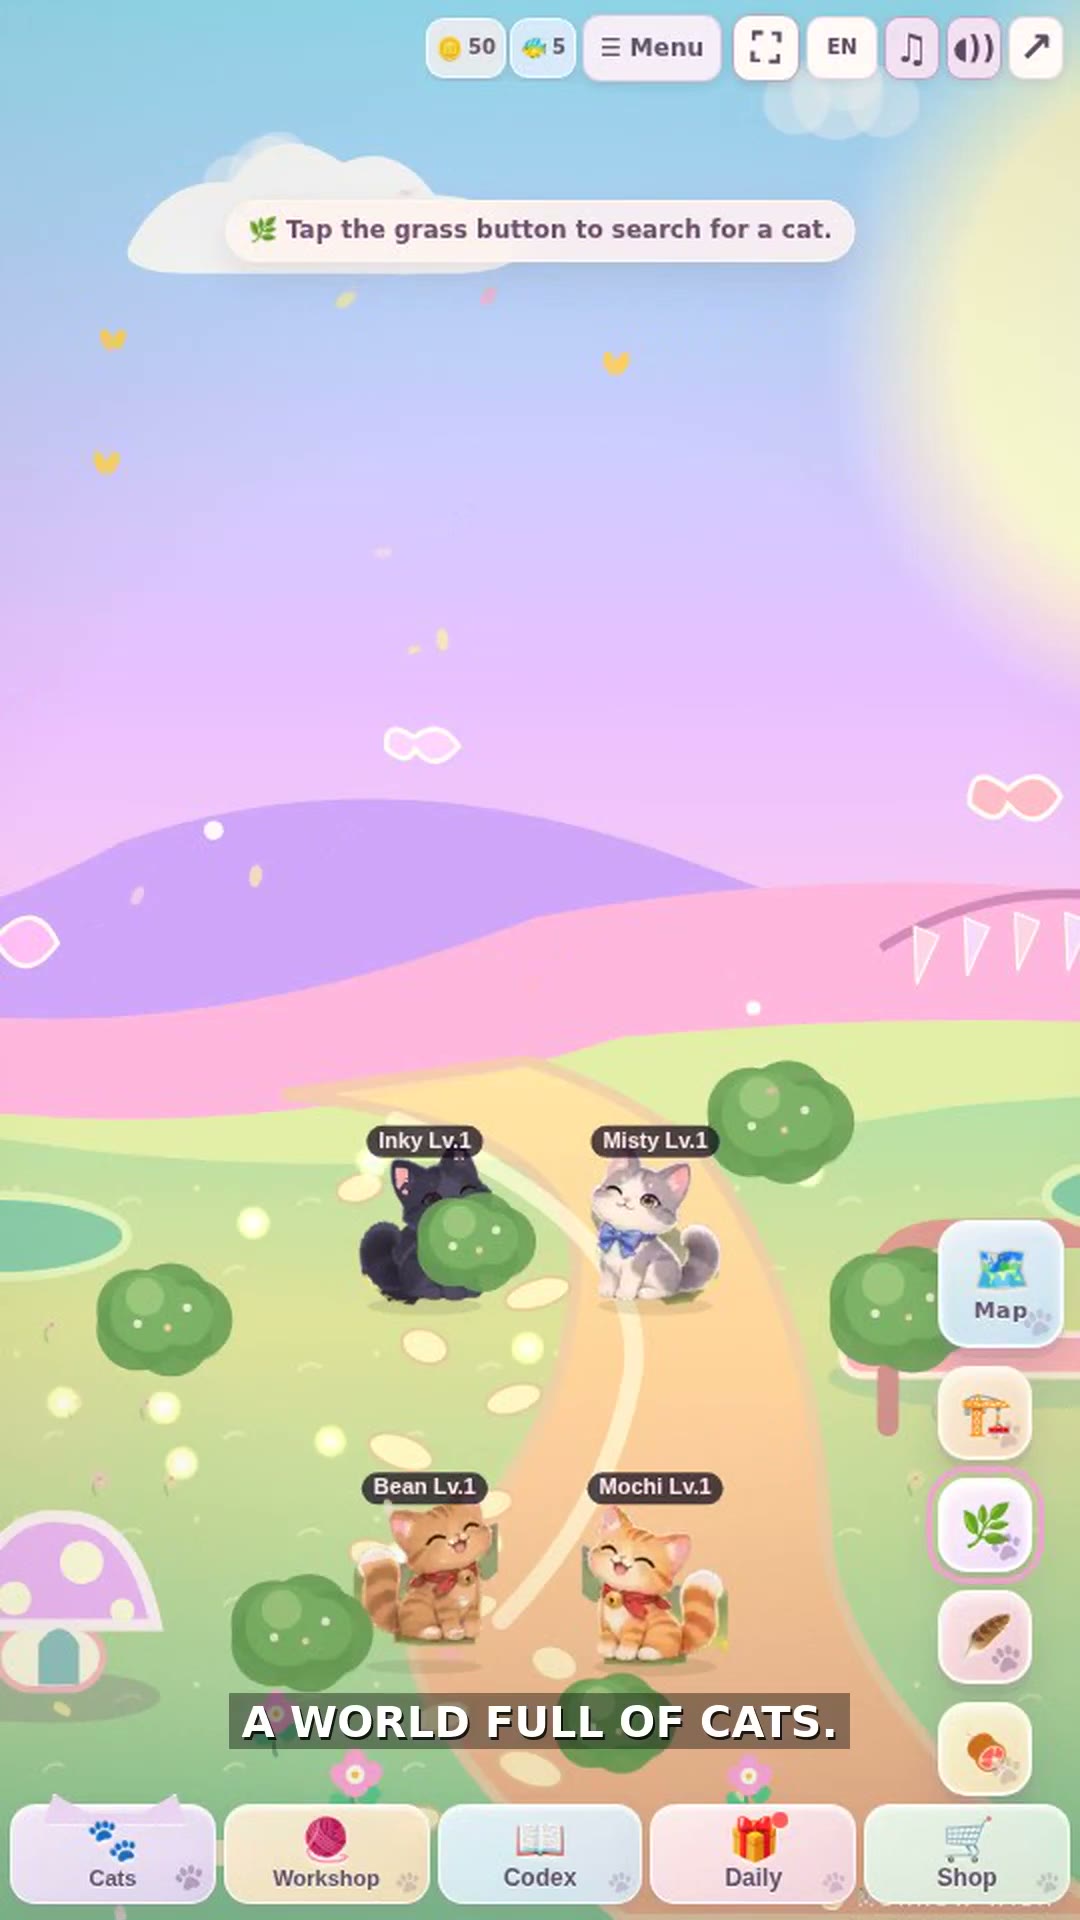 50
5
☰ Menu
EN
Tap the grass button to search for a cat.
Inky Lv.1
Misty Lv.1
Map
Bean Lv.1
Mochi Lv.1
A WORLD FULL OF CATS.
Cats
Workshop
Codex
Daily
Shop